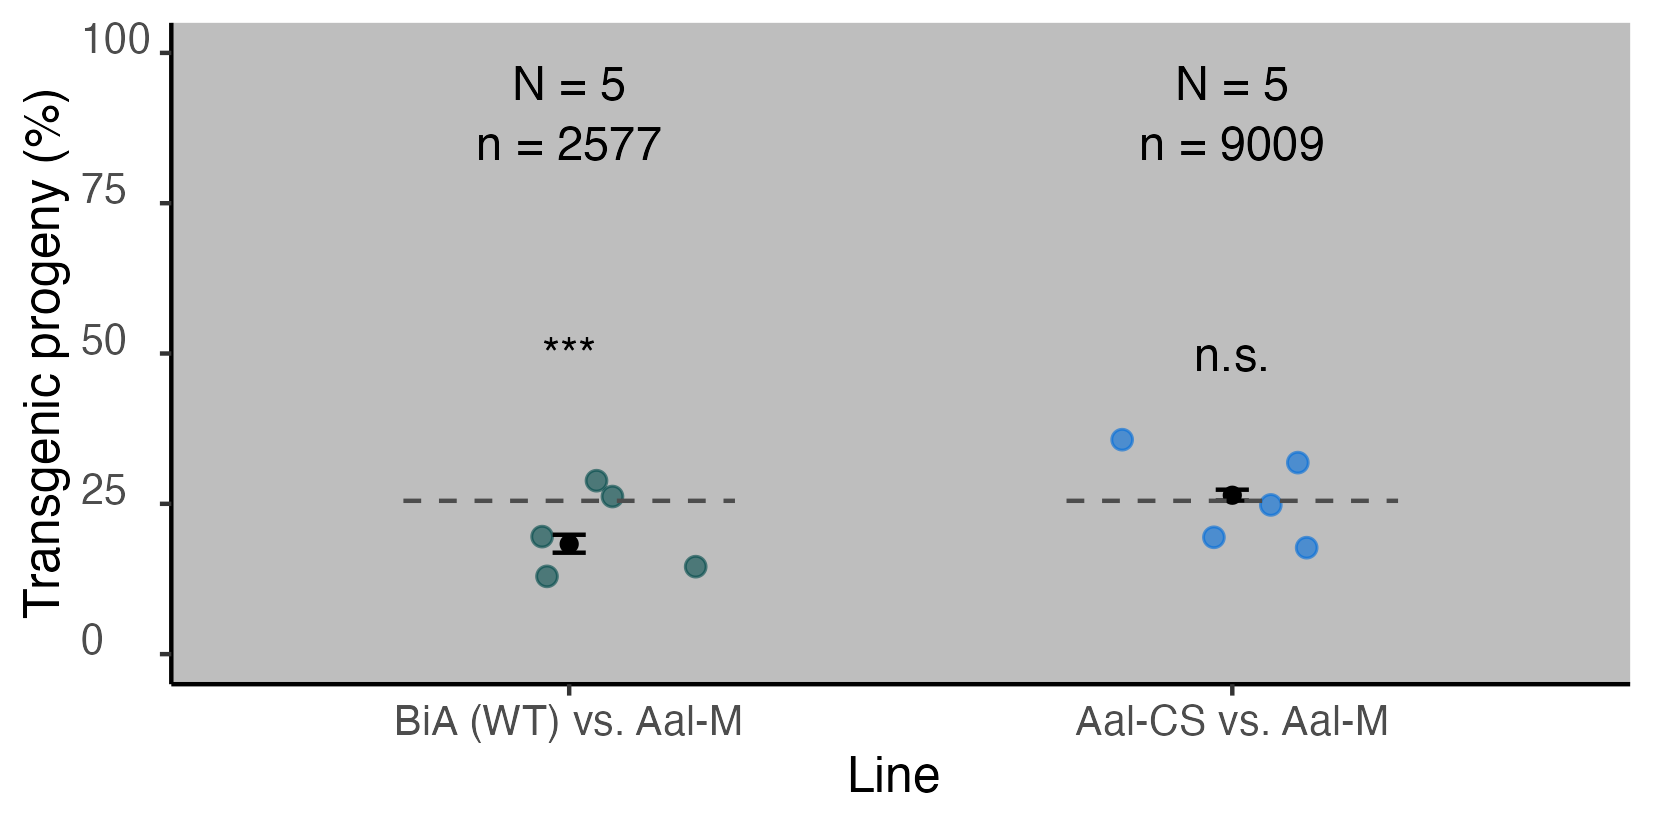 Transgenic progeny (%)
100
75
50
25
0
N = 5
n = 2577
***
N = 5
n = 9009
n.s.
BiA (WT) vs. Aal-M
Aal-CS vs. Aal-M
Line